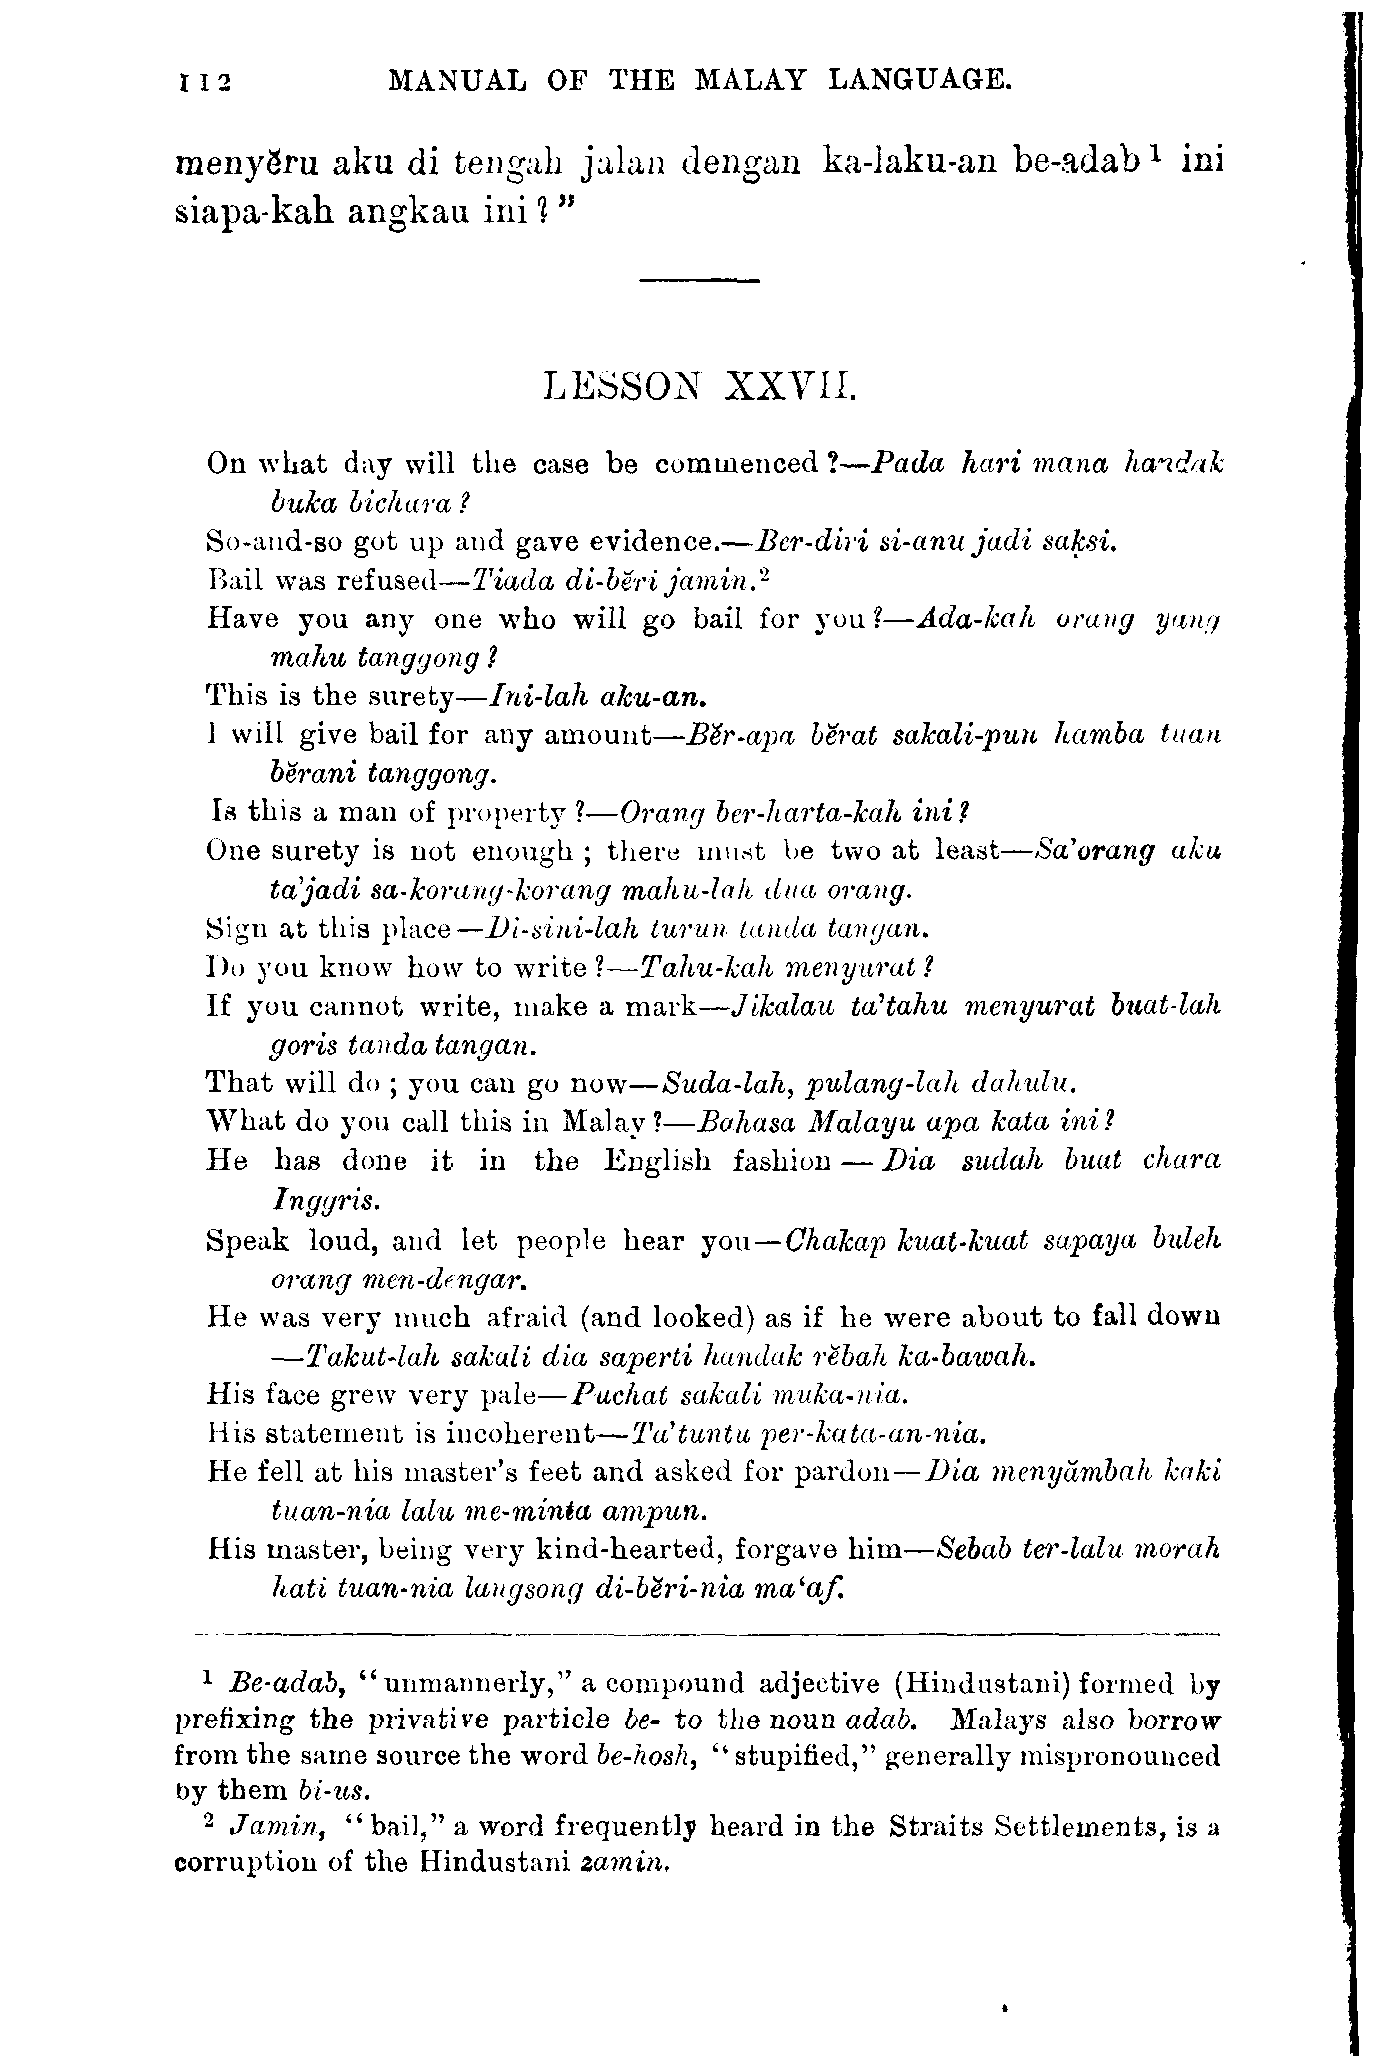 112 MANUAL OF THE MALAY LANGUAGE.
menyĕru aku di tengah jalan dengan ka-laku-an be-adab ¹ ini
siapa-kah angkau ini ? ”
LESSON XXVII.
On what day will the case be commenced ?—Pada hari mana handak
buka bichara ?
So-and-so got up and gave evidence.—Ber-diri si-anu jadi saḳsi.
Bail was refused—Tiada di-bĕri jamin.²
Have you any one who will go bail for you ?—Ada-kah orang yang
mahu tanggong ?
This is the surety—Ini-lah aku-an.
I will give bail for any amount—Bĕr-apa bĕrat sakali-pun hamba tuan
bĕrani tanggong.
Is this a man of property ?—Orang ber-harta-kah ini ?
One surety is not enough ; there must be two at least—Sa'orang aku
ta'jadi sa-korang-korang mahu-lah dua orang.
Sign at this place—Di-sini-lah turun tanda tangan.
Do you know how to write ?—Tahu-kah menyurat ?
If you cannot write, make a mark—Jikalau ta'tahu menyurat buat-lah
goris tanda tangan.
That will do ; you can go now—Suda-lah, pulang-lah dahulu.
What do you call this in Malay ?—Bahasa Malayu apa kata ini ?
He has done it in the English fashion — Dia sudah buat chara
Inggris.
Speak loud, and let people hear you—Chakap kuat-kuat supaya buleh
orang men-dengar.
He was very much afraid (and looked) as if he were about to fall down
—Takut-lah sakali dia saperti handak rĕbah ka-bawah.
His face grew very pale—Puchat sakali muka-nia.
His statement is incoherent—Ta'tuntu per-kata-an-nia.
He fell at his master's feet and asked for pardon—Dia menyămbah kaki
tuan-nia lalu me-minta ampun.
His master, being very kind-hearted, forgave him—Sebab ter-lalu morah
hati tuan-nia langsong di-bĕri-nia ma‘af.
¹ Be-adab, “unmannerly,” a compound adjective (Hindustani) formed by
prefixing the privative particle be- to the noun adab. Malays also borrow
from the same source the word be-hosh, “stupified,” generally mispronounced
by them bi-us.
² Jamin, “bail,” a word frequently heard in the Straits Settlements, is a
corruption of the Hindustani zamin.